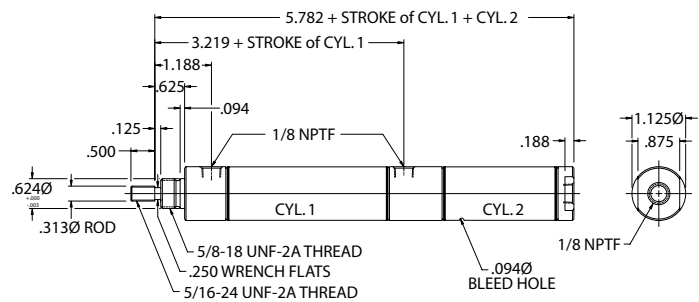 5.782 + STROKE of CYL. 1 + CYL. 2
3.219 + STROKE of CYL. 1
1.188
.625
.094
.125
1/8 NPTF
.500
.188
1.125Ø
.875
.624Ø
+.000
-.003
.313Ø ROD
CYL. 1
CYL. 2
1/8 NPTF
5/8-18 UNF-2A THREAD
.250 WRENCH FLATS
5/16-24 UNF-2A THREAD
.094Ø
BLEED HOLE